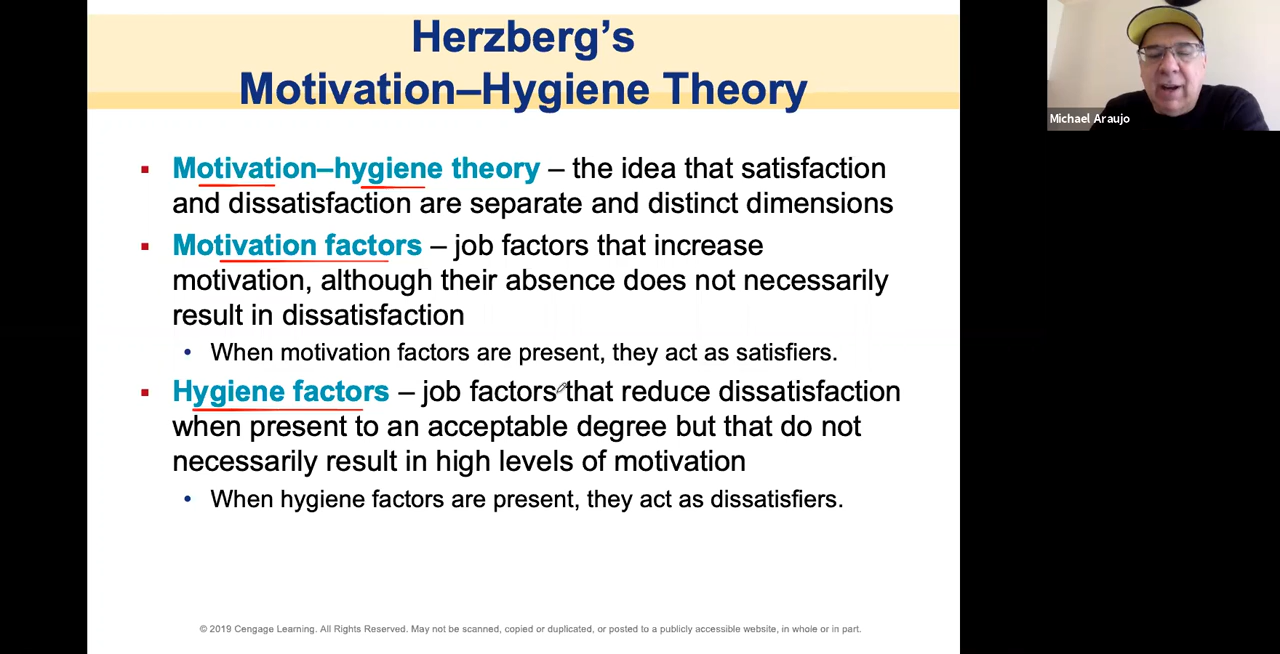 Herzberg's
Motivation–Hygiene Theory
Michael Araujo
▪ Motivation–hygiene theory – the idea that satisfaction
and dissatisfaction are separate and distinct dimensions
▪ Motivation factors – job factors that increase
motivation, although their absence does not necessarily
result in dissatisfaction
• When motivation factors are present, they act as satisfiers.
▪ Hygiene factors – job factors that reduce dissatisfaction
when present to an acceptable degree but that do not
necessarily result in high levels of motivation
• When hygiene factors are present, they act as dissatisfiers.
© 2019 Cengage Learning. All Rights Reserved. May not be scanned, copied or duplicated, or posted to a publicly accessible website, in whole or in part.